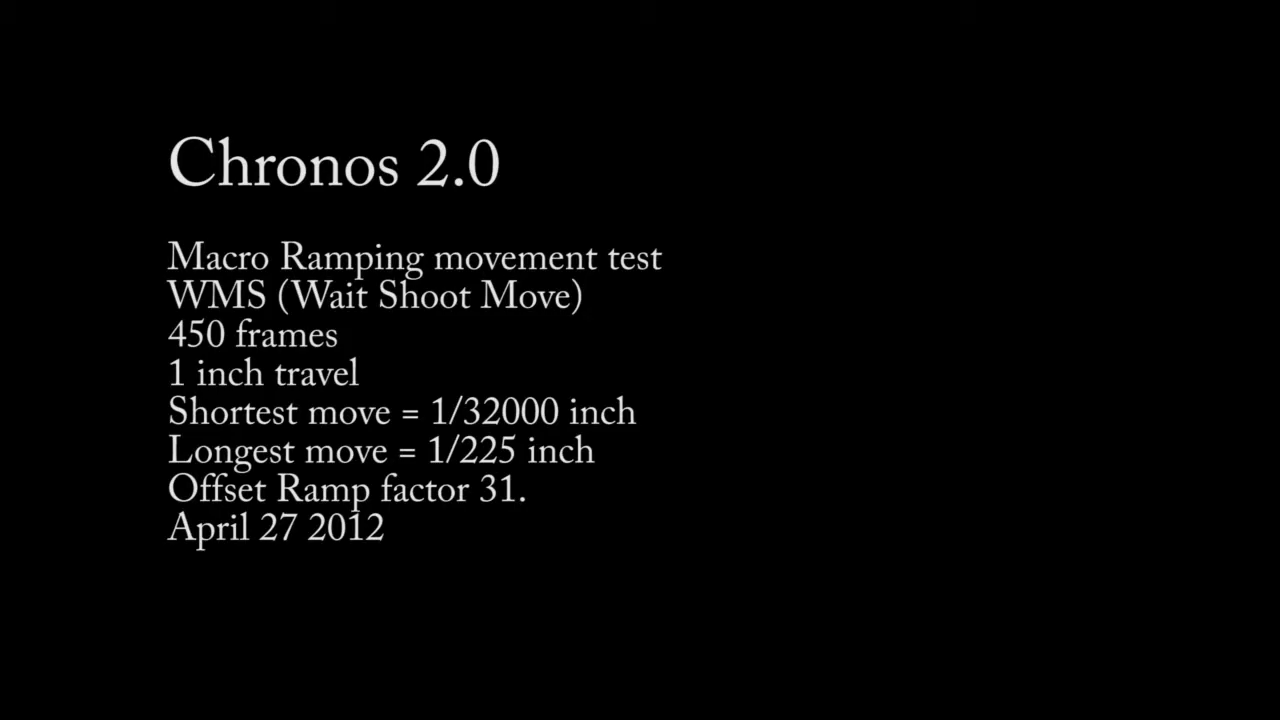 Chronos 2.0
Macro Ramping movement test
WMS (Wait Shoot Move)
450 frames
1 inch travel
Shortest move = 1/32000 inch
Longest move = 1/225 inch
Offset Ramp factor 31.
April 27 2012